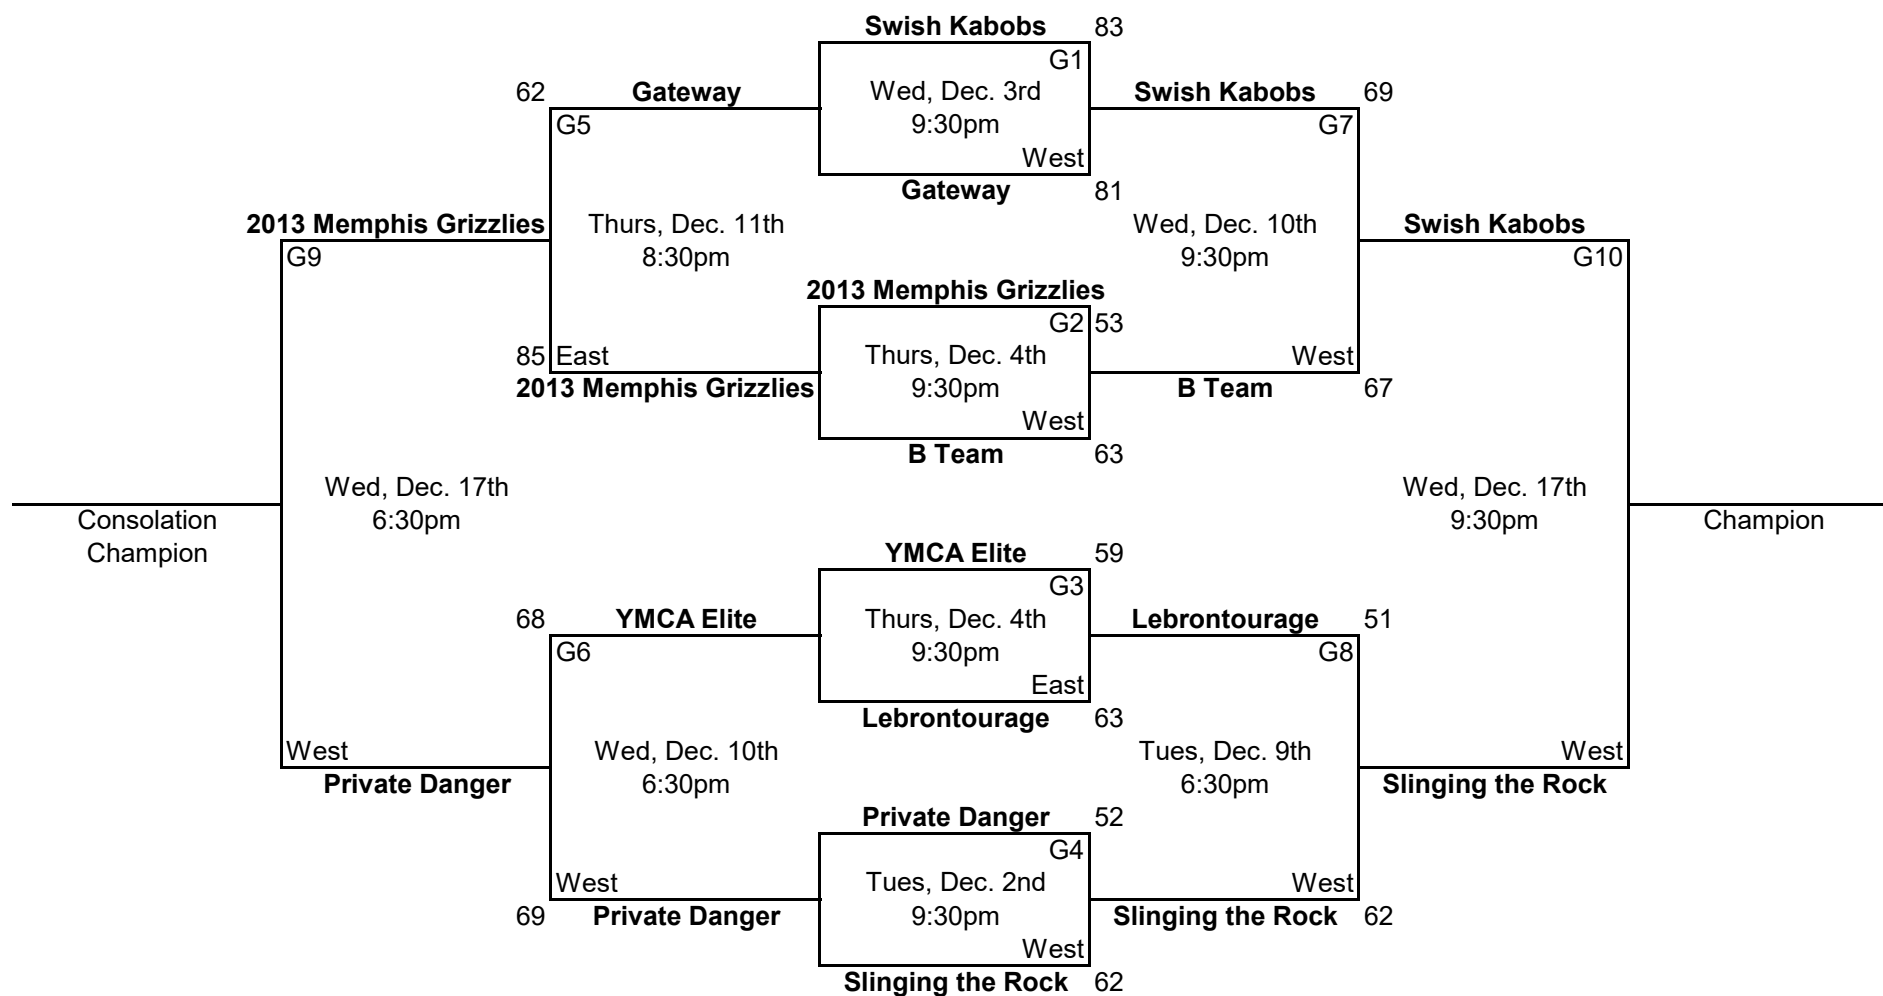 Swish Kabobs 83
G1
62 Gateway Wed, Dec. 3rd Swish Kabobs 69
G5 9:30pm G7
West
Gateway 81
2013 Memphis Grizzlies Thurs, Dec. 11th Wed, Dec. 10th Swish Kabobs
G9 8:30pm 9:30pm G10
2013 Memphis Grizzlies
G2 53
85 East Thurs, Dec. 4th West
2013 Memphis Grizzlies 9:30pm B Team 67
West
B Team 63
Wed, Dec. 17th Wed, Dec. 17th
Consolation 6:30pm 9:30pm Champion
Champion YMCA Elite 59
G3
68 YMCA Elite Thurs, Dec. 4th Lebrontourage 51
G6 9:30pm G8
East
Lebrontourage 63
West Wed, Dec. 10th Tues, Dec. 9th West
Private Danger 6:30pm 6:30pm Slinging the Rock
Private Danger 52
G4
West Tues, Dec. 2nd West
69 Private Danger 9:30pm Slinging the Rock 62
West
Slinging the Rock 62